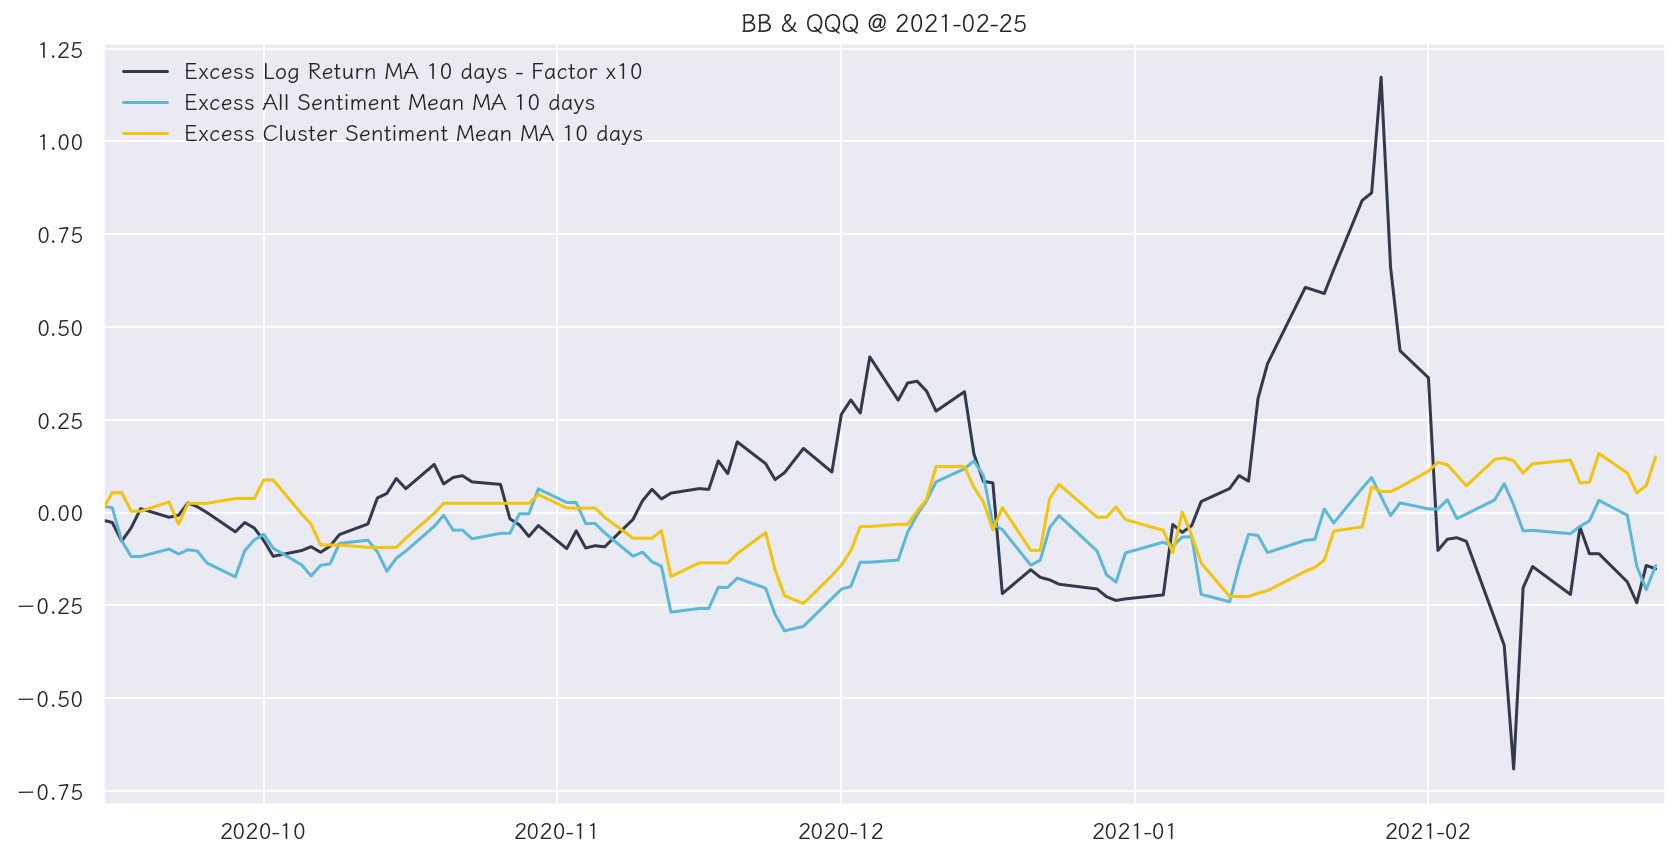 BB & QQQ @ 2021-02-25
1.25
1.00
0.75
0.50
0.25
0.00
−0.25
−0.50
−0.75
Excess Log Return MA 10 days - Factor x10
Excess All Sentiment Mean MA 10 days
Excess Cluster Sentiment Mean MA 10 days
2020-10 2020-11 2020-12 2021-01 2021-02